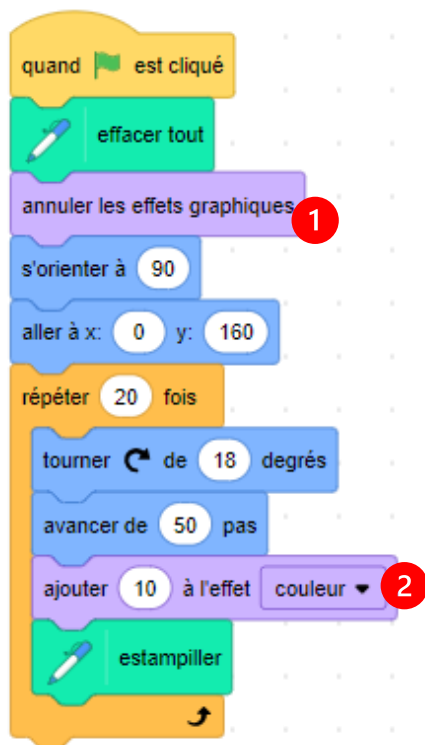 quand est cliqué
effacer tout
annuler les effets graphiques
1
s'orienter à 90
aller à x: 0 y: 160
répéter 20 fois
tourner de 18 degrés
avancer de 50 pas
ajouter 10 à l'effet couleur
2
estampiller